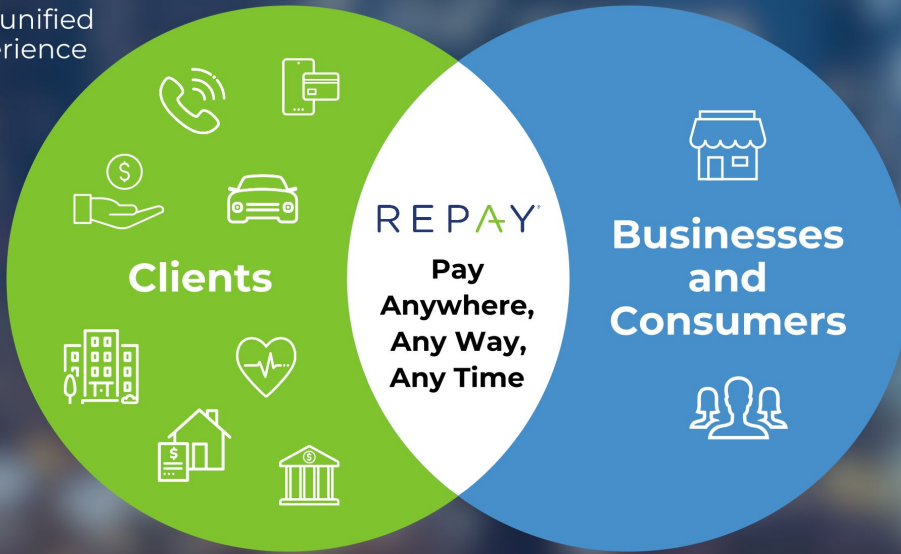 unified
erience
Clients
REPAY®
Pay
Anywhere,
Any Way,
Any Time
Businesses
and
Consumers
$
$
$